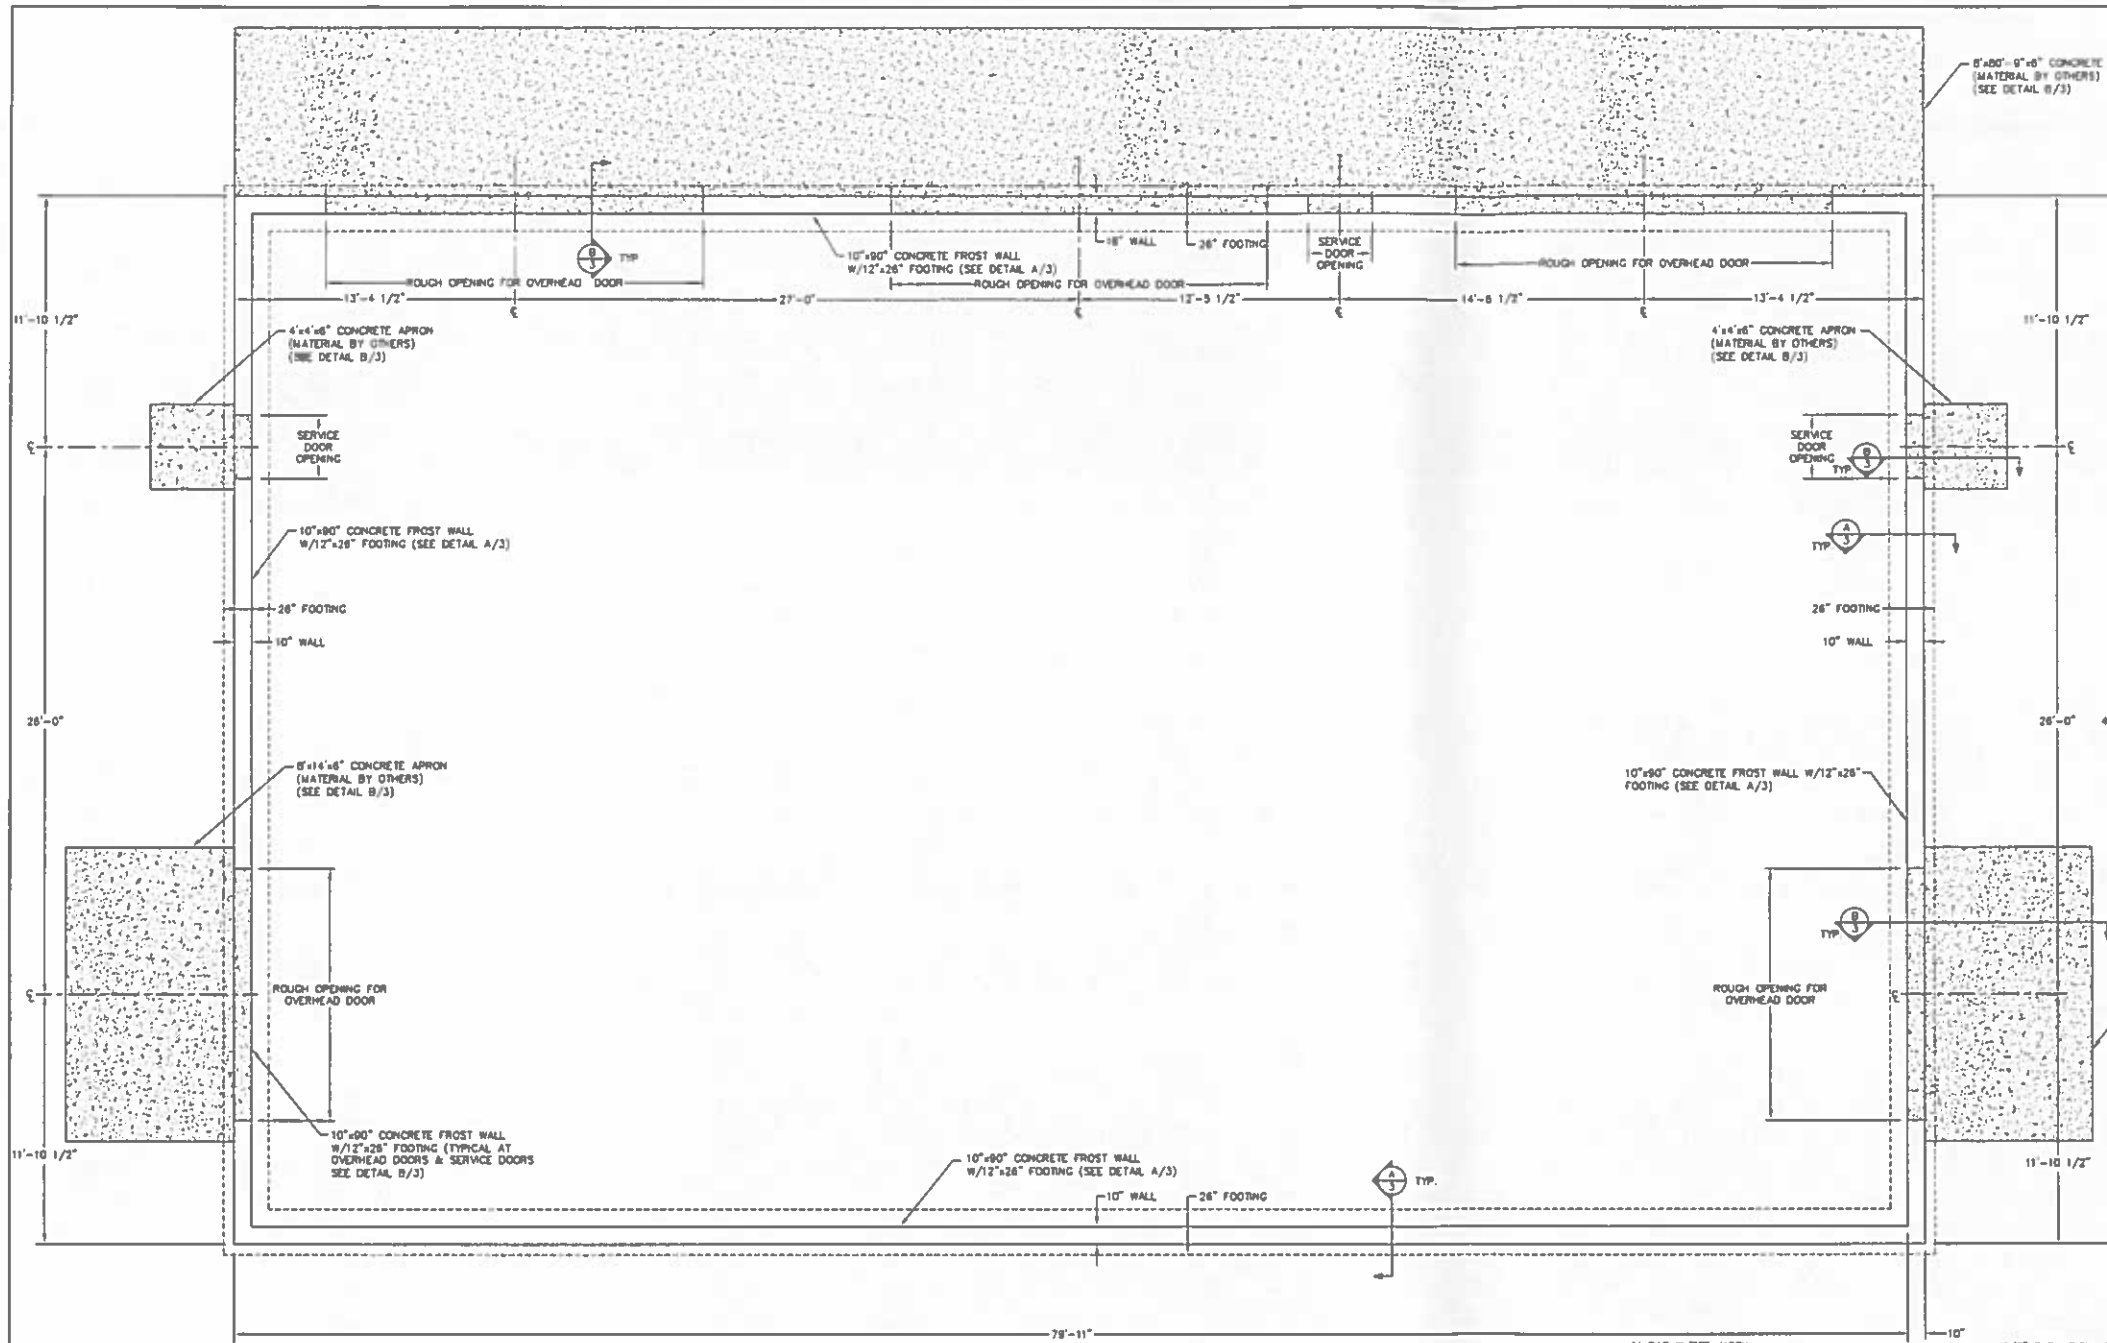 8'x80'-9"x6" CONCRETE
(MATERIAL BY OTHERS)
(SEE DETAIL B/3)
B
3
TYP
10"x90" CONCRETE FROST WALL
W/12"x26" FOOTING (SEE DETAIL A/3)
WALL
26" FOOTING
SERVICE
DOOR
OPENING
ROUGH OPENING FOR OVERHEAD DOOR
ROUGH OPENING FOR OVERHEAD DOOR
ROUGH OPENING FOR OVERHEAD DOOR
13'-4 1/2"
27'-0"
12'-5 1/2"
14'-6 1/2"
13'-4 1/2"
11'-10 1/2"
11'-10 1/2"
4'x4'x6" CONCRETE APRON
(MATERIAL BY OTHERS)
(SEE DETAIL B/3)
4'x4'x6" CONCRETE APRON
(MATERIAL BY OTHERS)
(SEE DETAIL B/3)
SERVICE
DOOR
OPENING
SERVICE
DOOR
OPENING
TYP
B
3
10"x90" CONCRETE FROST WALL
W/12"x26" FOOTING (SEE DETAIL A/3)
TYP
A
3
26" FOOTING
26" FOOTING
10" WALL
10" WALL
26'-0"
26'-0"
8'x14'x6" CONCRETE APRON
(MATERIAL BY OTHERS)
(SEE DETAIL B/3)
10"x90" CONCRETE FROST WALL W/12"x26"
FOOTING (SEE DETAIL A/3)
TYP
B
3
ROUGH OPENING FOR
OVERHEAD DOOR
ROUGH OPENING FOR
OVERHEAD DOOR
10"x90" CONCRETE FROST WALL
W/12"x26" FOOTING (TYPICAL AT
OVERHEAD DOORS & SERVICE DOORS
SEE DETAIL B/3)
11'-10 1/2"
11'-10 1/2"
10"x90" CONCRETE FROST WALL
W/12"x26" FOOTING (SEE DETAIL A/3)
10" WALL
26" FOOTING
A
3
TYP.
79'-11"
10"